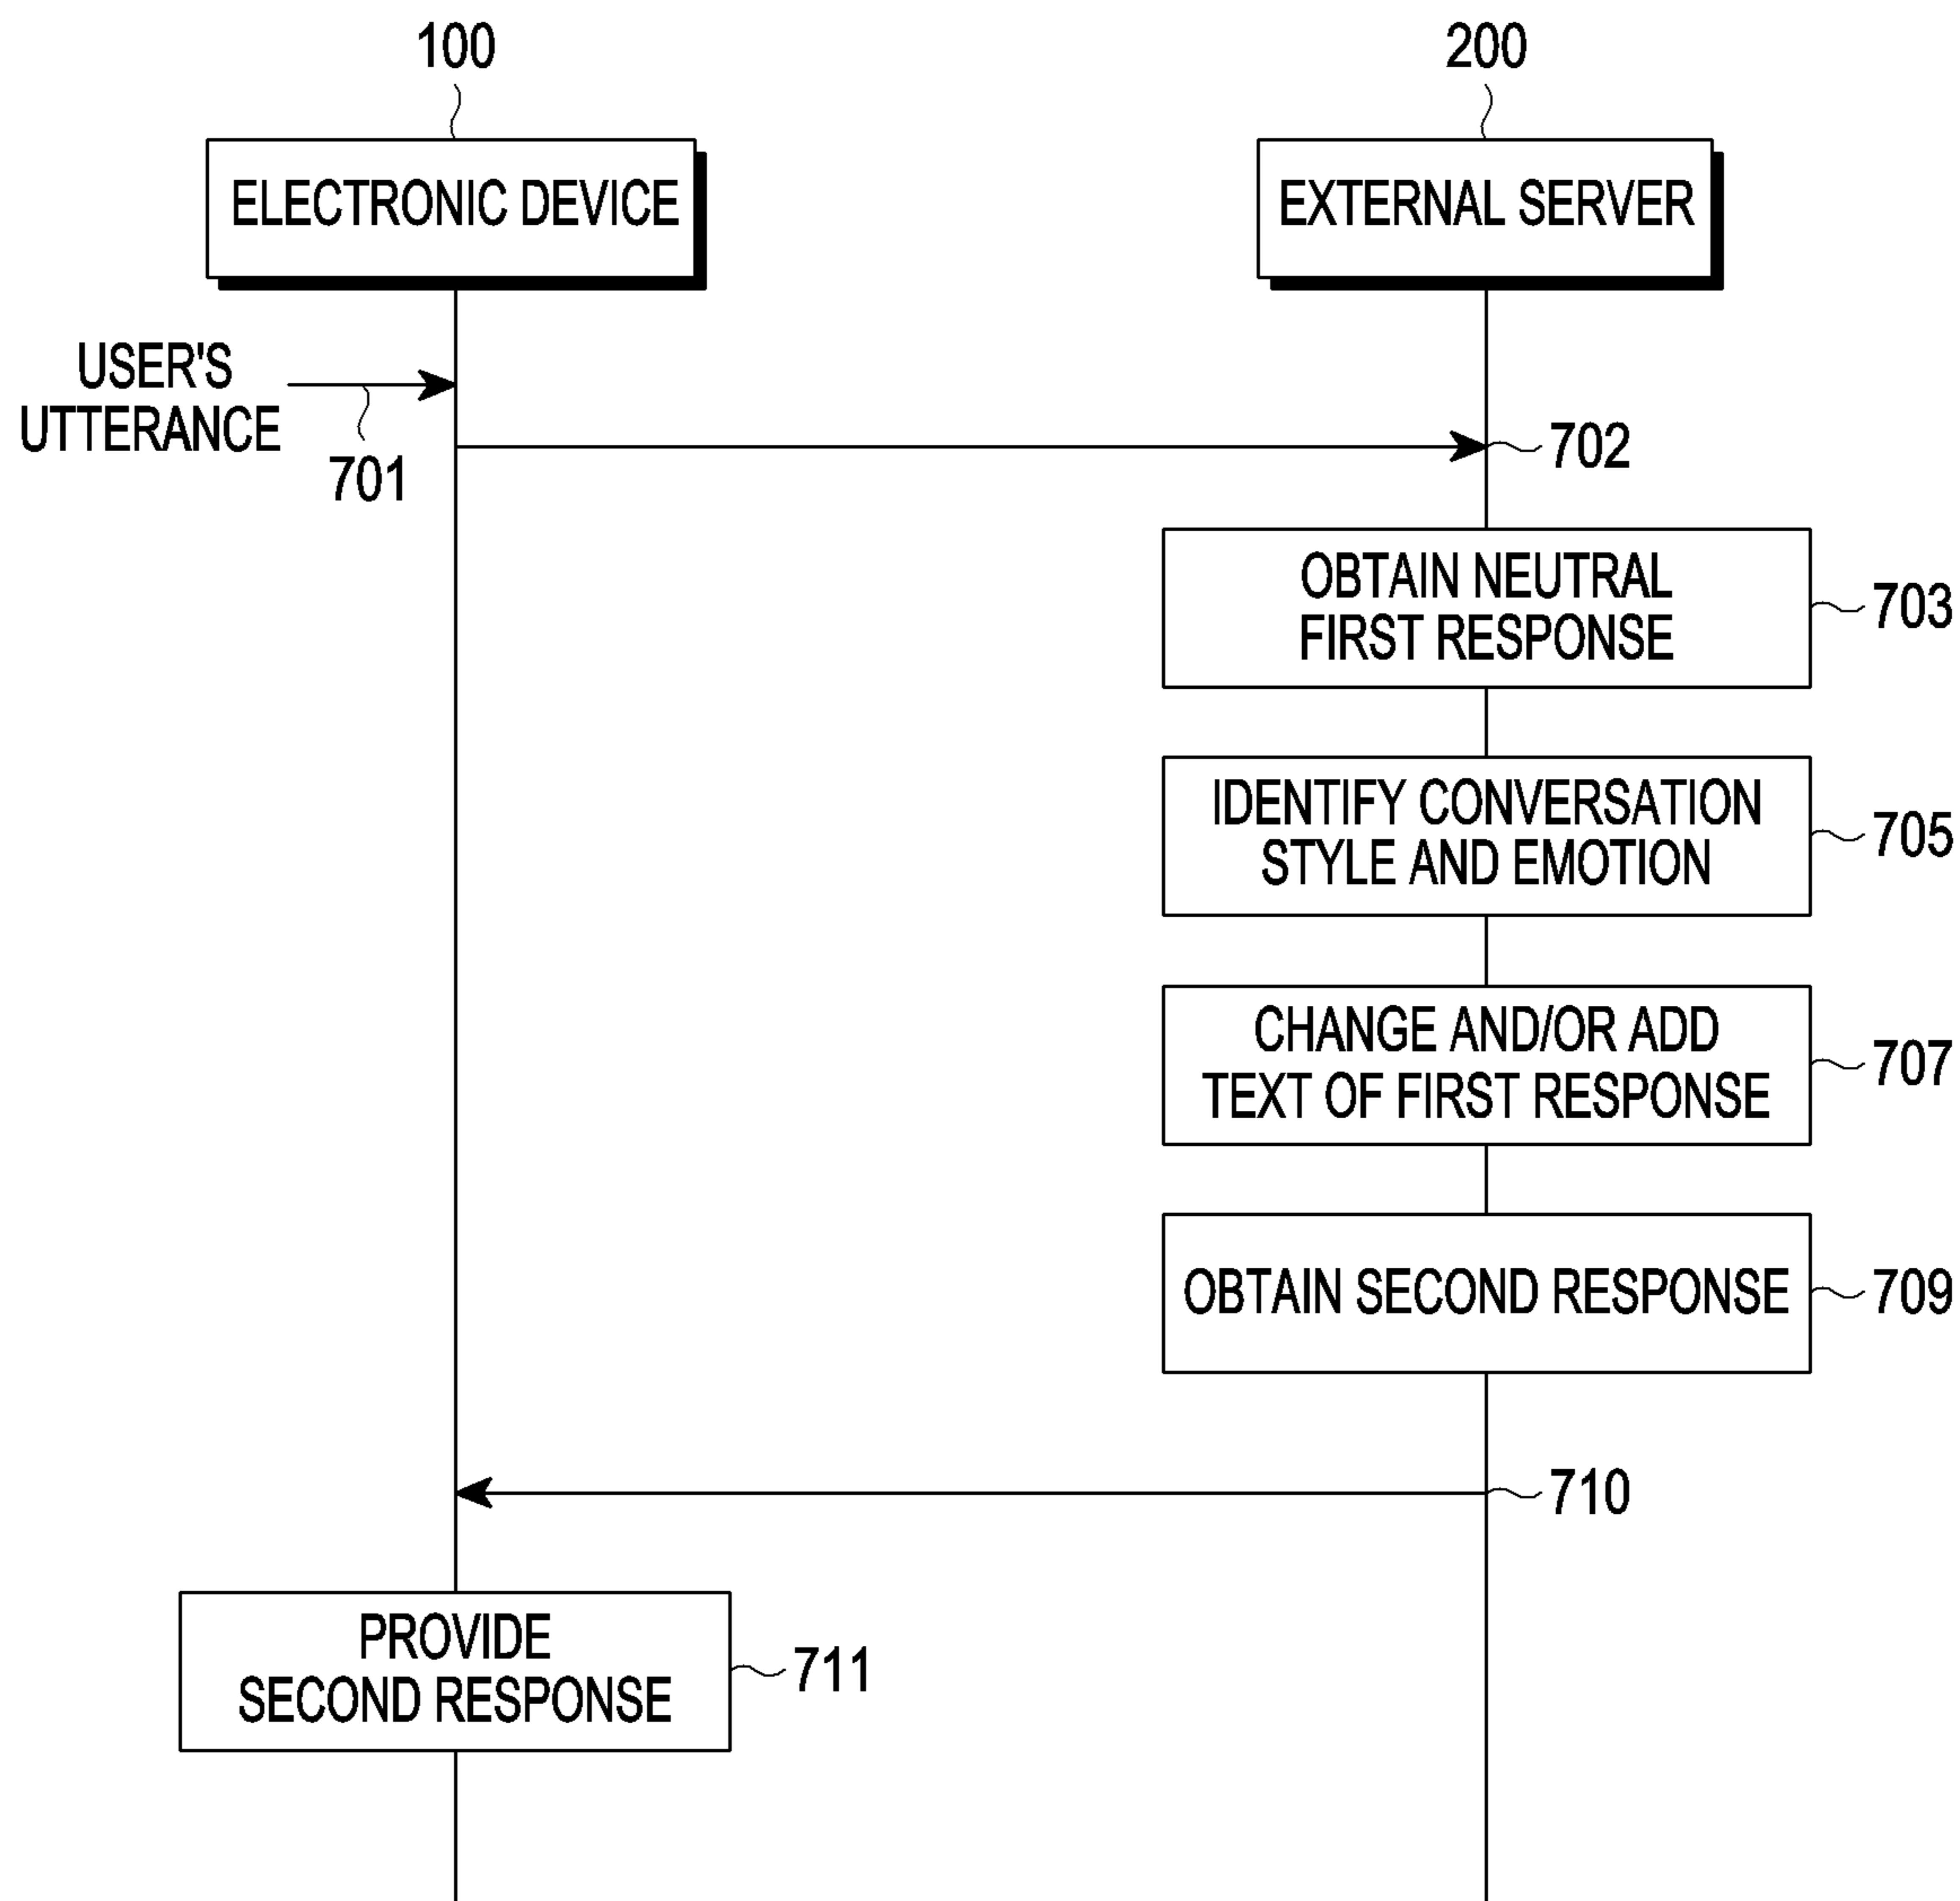 100
200
ELECTRONIC DEVICE
EXTERNAL SERVER
USER'S
UTTERANCE
701
702
OBTAIN NEUTRAL
FIRST RESPONSE
703
IDENTIFY CONVERSATION
STYLE AND EMOTION
705
CHANGE AND/OR ADD
TEXT OF FIRST RESPONSE
707
OBTAIN SECOND RESPONSE
709
710
PROVIDE
SECOND RESPONSE
711